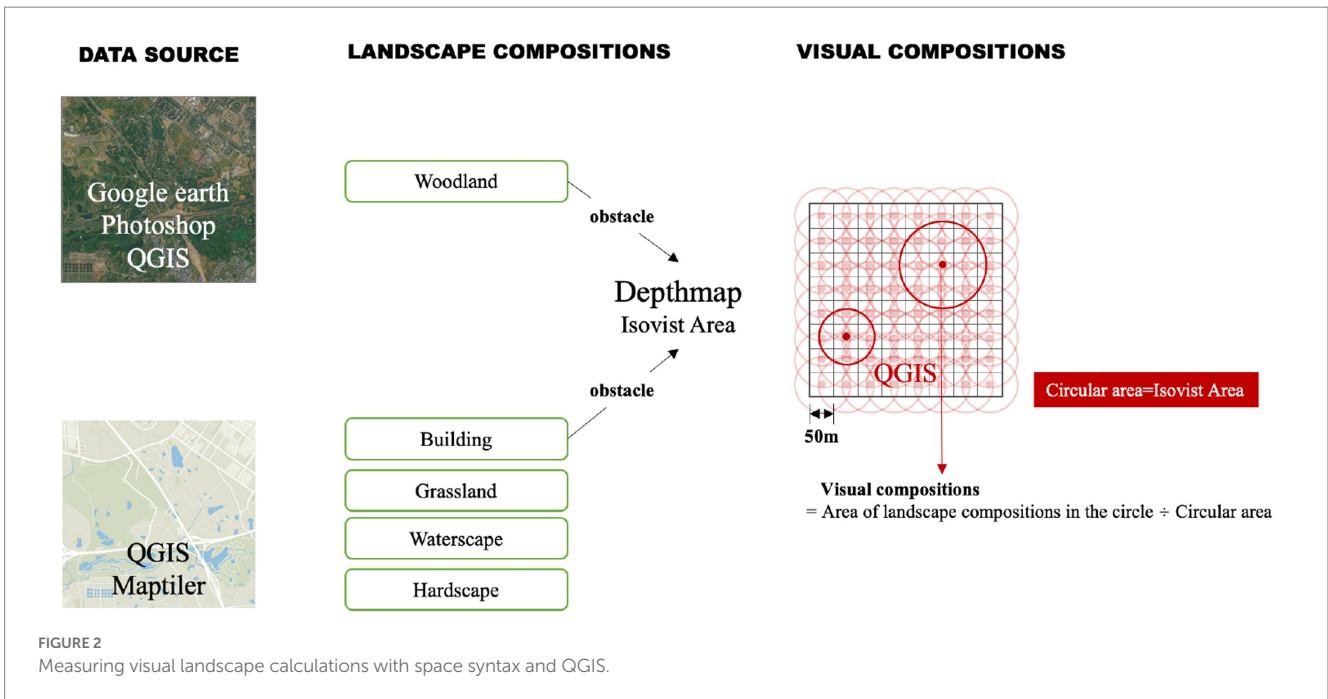 DATA SOURCE
LANDSCAPE COMPOSITIONS
VISUAL COMPOSITIONS
Google earth
Photoshop
QGIS
Woodland
obstacle
Depthmap
Isovist Area
obstacle
Building
Grassland
Waterscape
Hardscape
QGIS
Maptiler
QGIS
50m
Circular area=Isovist Area
Visual compositions
= Area of landscape compositions in the circle ÷ Circular area
FIGURE 2
Measuring visual landscape calculations with space syntax and QGIS.